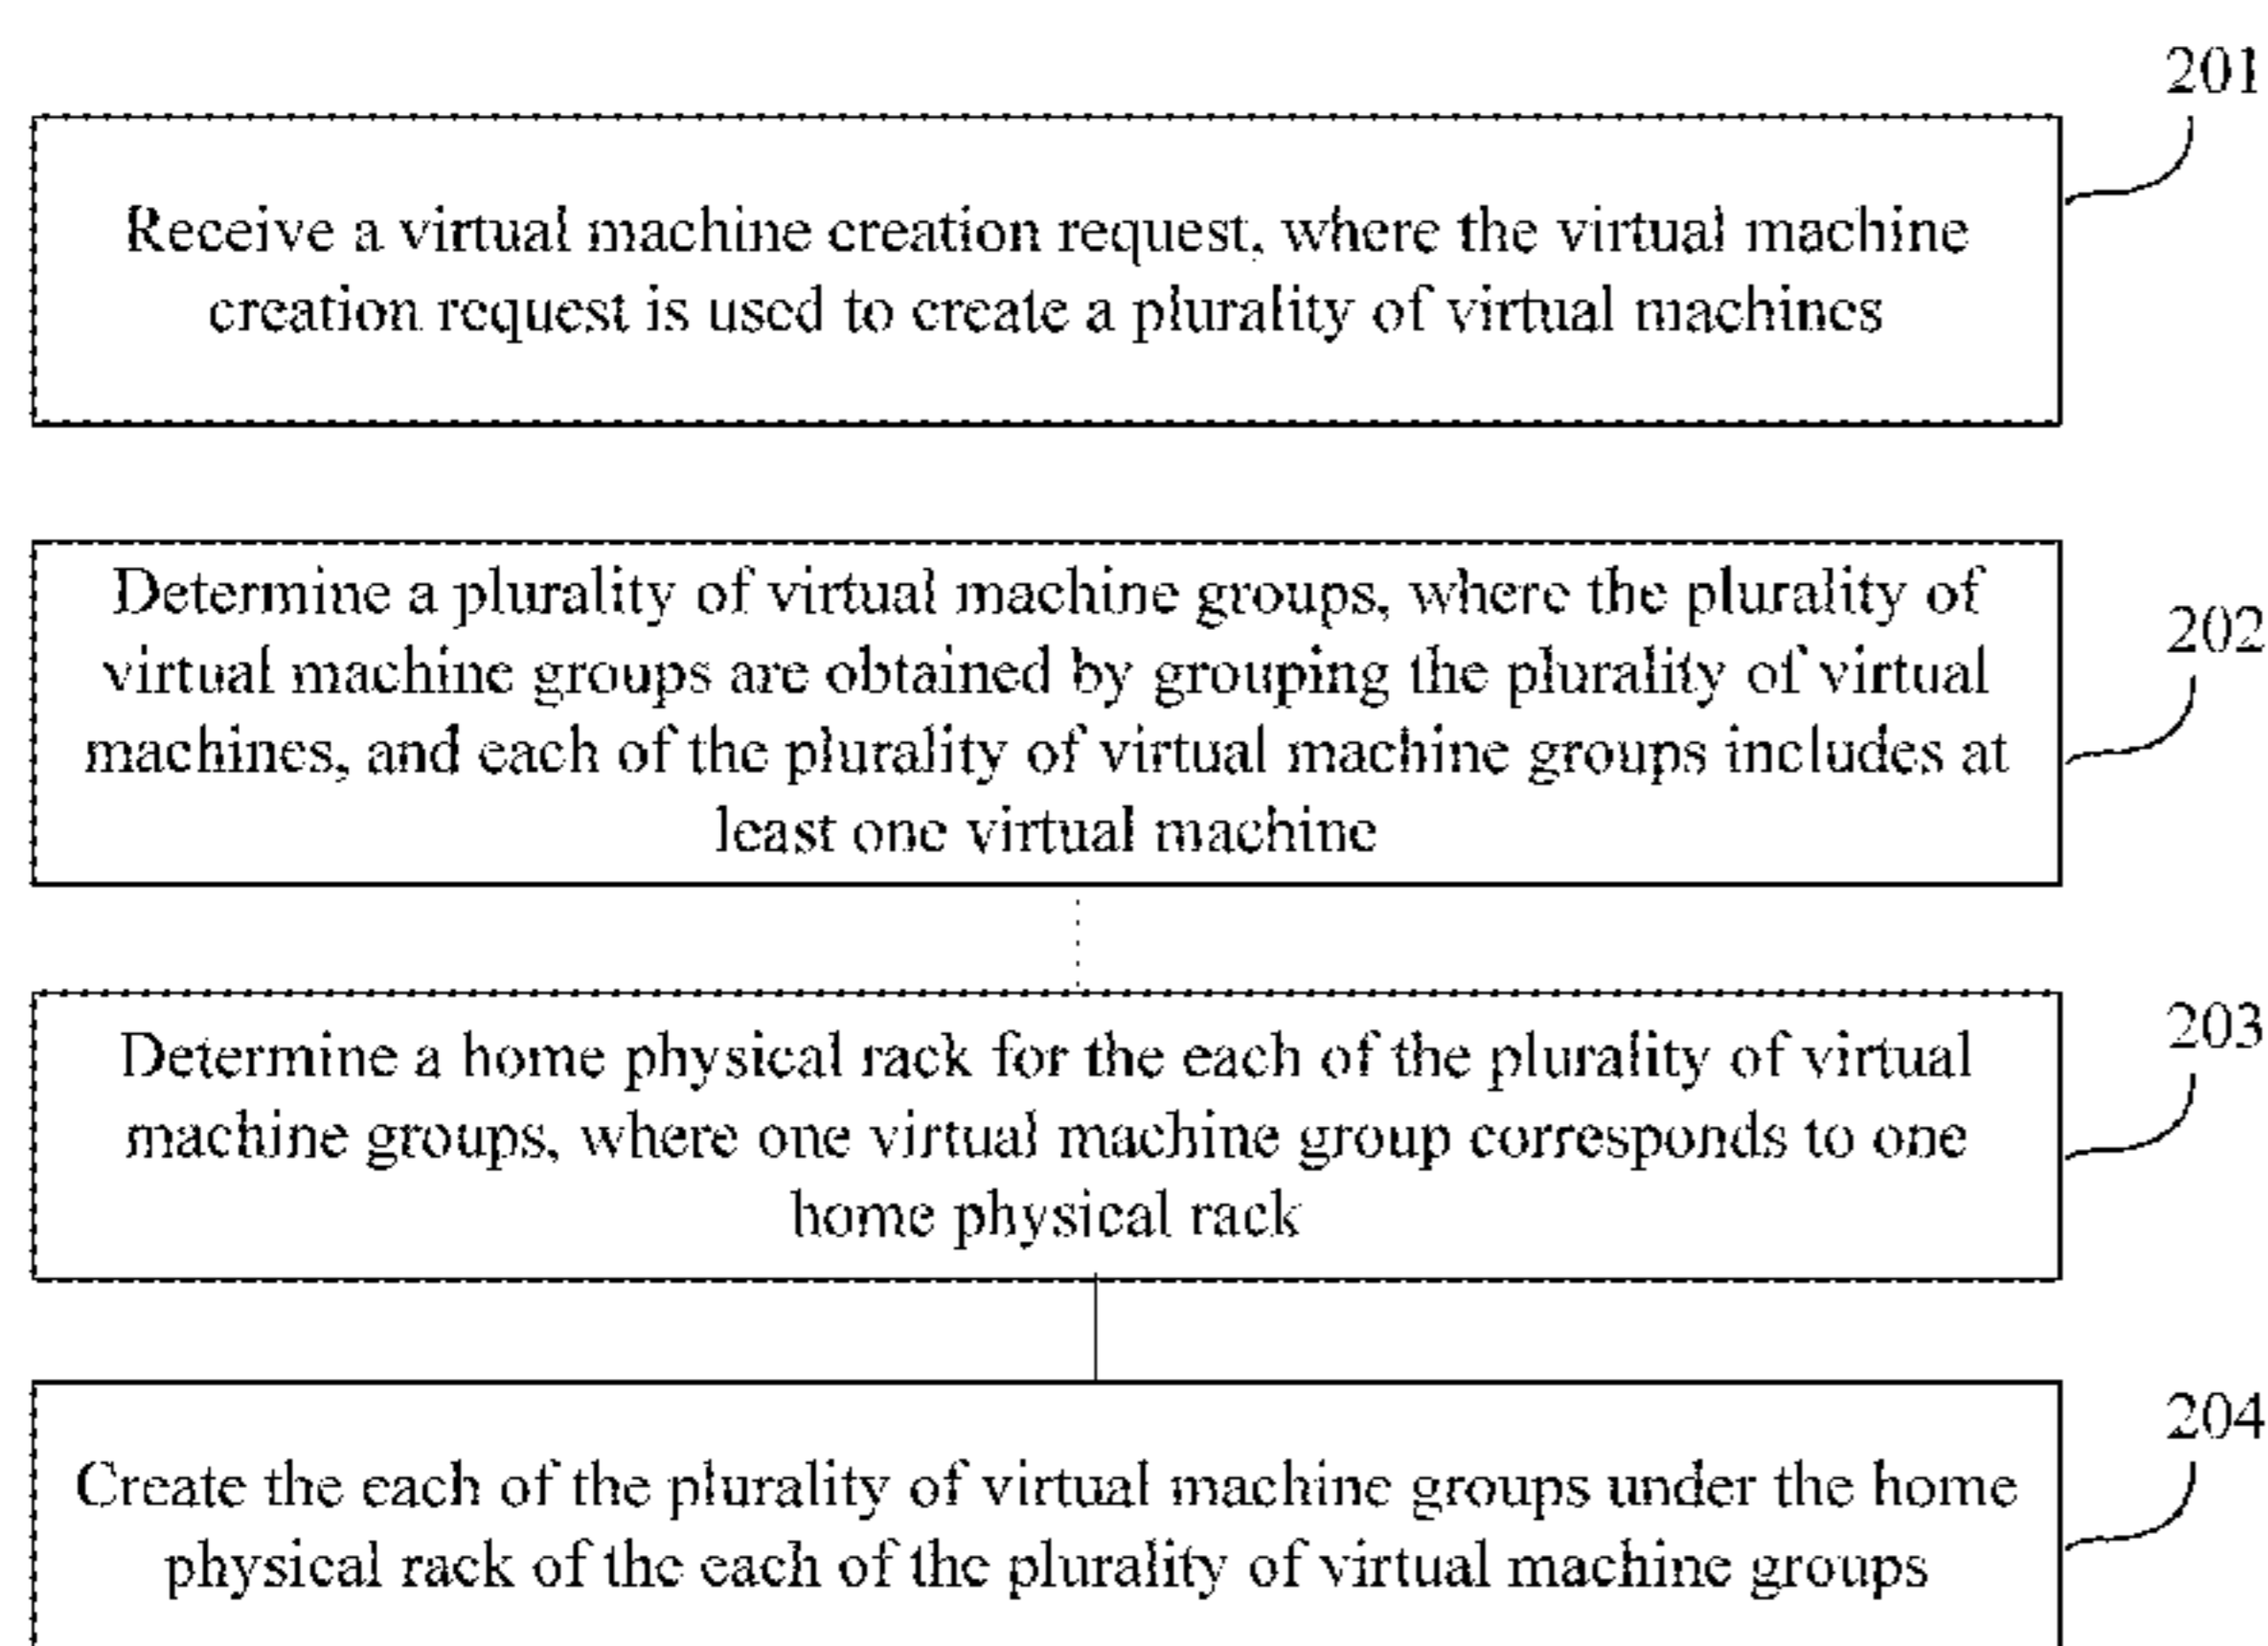 201
Receive a virtual machine creation request, where the virtual machine
creation request is used to create a plurality of virtual machines
Determine a plurality of virtual machine groups, where the plurality of
virtual machine groups are obtained by grouping the plurality of virtual
machines, and each of the plurality of virtual machine groups includes at
least one virtual machine
202
Determine a home physical rack for the each of the plurality of virtual
machine groups, where one virtual machine group corresponds to one
home physical rack
203
Create the each of the plurality of virtual machine groups under the home
physical rack of the each of the plurality of virtual machine groups
204